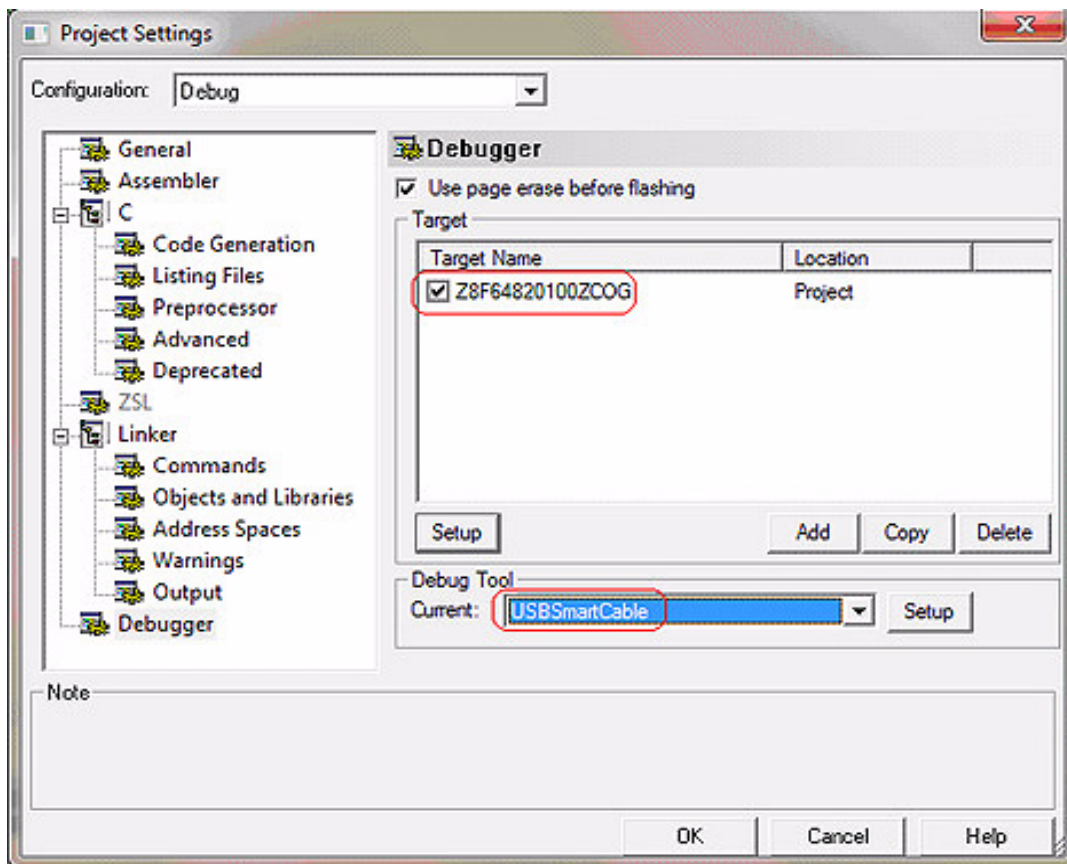 Project Settings
Configuration: Debug
General
Assembler
C
Code Generation
Listing Files
Preprocessor
Advanced
Deprecated
ZSL
Linker
Commands
Objects and Libraries
Address Spaces
Warnings
Output
Debugger
Debugger
Use page erase before flashing
Target
Target Name Location
Z8F64820100ZCOG Project
Setup Add Copy Delete
Debug Tool
Current: USBSmartCable Setup
Note
OK Cancel Help